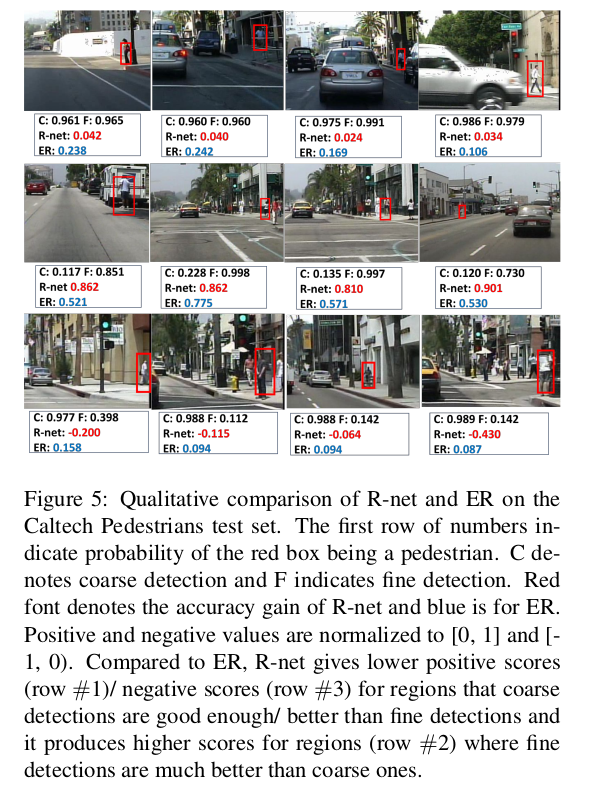 C: 0.961 F: 0.965
R-net: 0.042
ER: 0.238
C: 0.960 F: 0.960
R-net: 0.040
ER: 0.242
C: 0.975 F: 0.991
R-net: 0.024
ER: 0.169
C: 0.986 F: 0.979
R-net: 0.034
ER: 0.106
C: 0.117 F: 0.851
R-net 0.862
ER: 0.521
C: 0.228 F: 0.998
R-net: 0.862
ER: 0.775
C: 0.135 F: 0.997
R-net: 0.810
ER: 0.571
C: 0.120 F: 0.730
R-net: 0.901
ER: 0.530
C: 0.977 F: 0.398
R-net: -0.200
ER: 0.158
C: 0.988 F: 0.112
R-net: -0.115
ER: 0.094
C: 0.988 F: 0.142
R-net: -0.064
ER: 0.094
C: 0.989 F: 0.142
R-net: -0.430
ER: 0.087
Figure 5: Qualitative comparison of R-net and ER on the
Caltech Pedestrians test set. The first row of numbers in-
dicate probability of the red box being a pedestrian. C de-
notes coarse detection and F indicates fine detection. Red
font denotes the accuracy gain of R-net and blue is for ER.
Positive and negative values are normalized to [0, 1] and [-
1, 0). Compared to ER, R-net gives lower positive scores
(row #1)/ negative scores (row #3) for regions that coarse
detections are good enough/ better than fine detections and
it produces higher scores for regions (row #2) where fine
detections are much better than coarse ones.